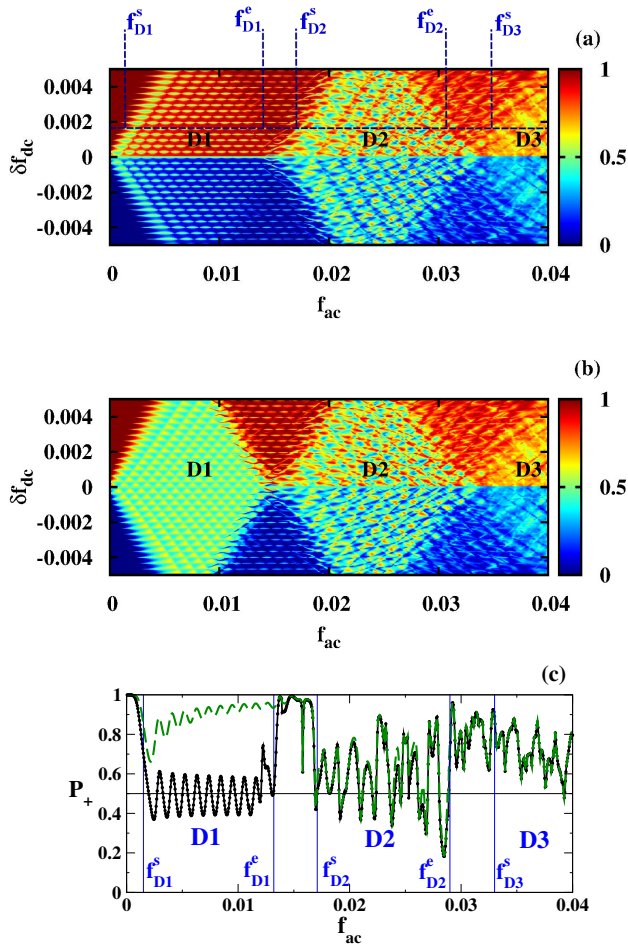 f^s_D1 f^e_D1 f^s_D2 f^e_D2 f^s_D3
(a)
0.004
0.002
0
-0.002
-0.004
δf_dc
D1 D2 D3
1
0.5
0
0 0.01 0.02 0.03 0.04
f_ac
(b)
0.004
0.002
0
-0.002
-0.004
δf_dc
D1 D2 D3
1
0.5
0
0 0.01 0.02 0.03 0.04
f_ac
(c)
1
0.8
0.6
0.4
0.2
0
P_+
D1 D2 D3
f^s_D1 f^e_D1 f^s_D2 f^e_D2 f^s_D3
0 0.01 0.02 0.03 0.04
f_ac